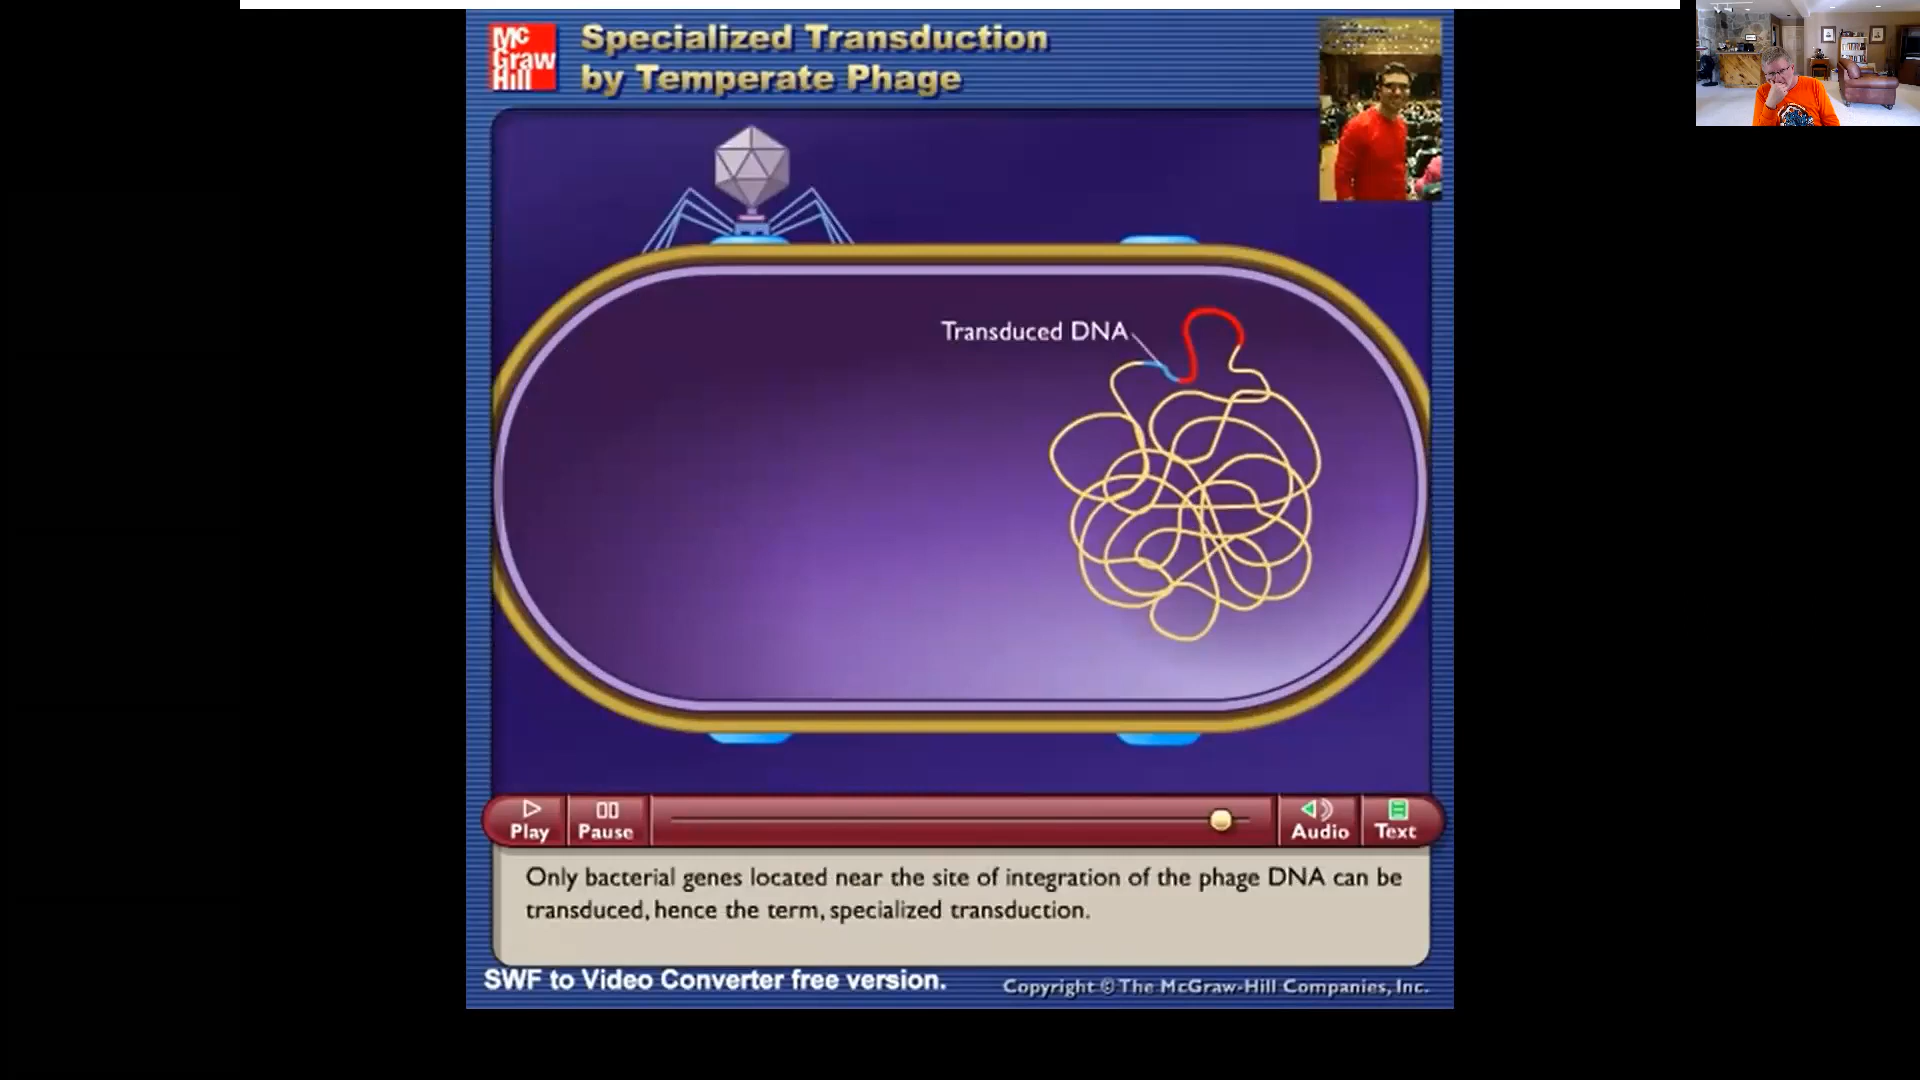 Mc
Graw
Hill
Specialized Transduction
by Temperate Phage
Transduced DNA
Play
Pause
Audio
Text
Only bacterial genes located near the site of integration of the phage DNA can be
transduced, hence the term, specialized transduction.
SWF to Video Converter free version.
Copyright © The McGraw-Hill Companies, Inc.